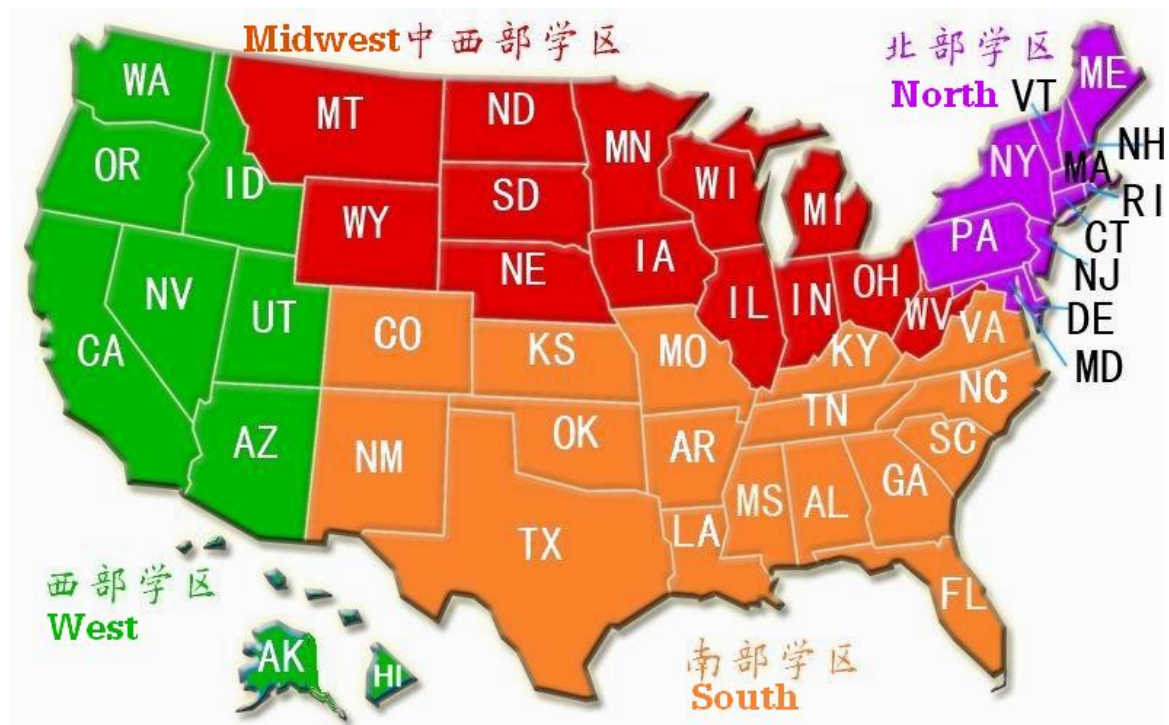 Midwest中西部学区
北部学区
North
WA
MT
ND
MN
VT
ME
OR
ID
SD
WI
MI
NY
MA
NH
WY
RI
NE
IA
PA
CT
NV
UT
CO
IL
IN
OH
WV
NJ
CA
KS
MO
KY
VA
DE
MD
AZ
NM
OK
AR
TN
NC
SC
TX
LA
MS
AL
GA
FL
西部学区
West
AK
HI
南部学区
South